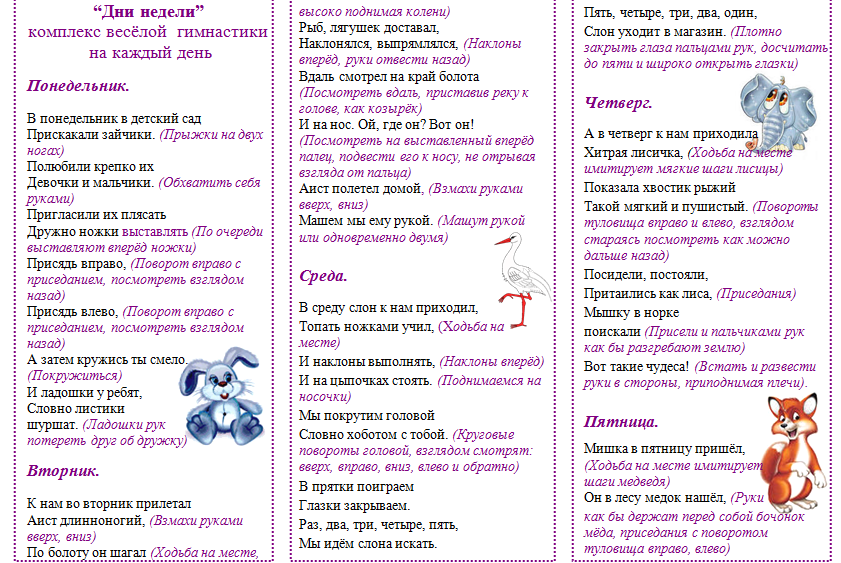 “Дни недели”
комплекс весёлой гимнастики
на каждый день
Понедельник.
В понедельник в детский сад
Прискакали зайчики. (Прыжки на двух
ногах)
Полюбили крепко их
Девочки и мальчики. (Обхватить себя
руками)
Пригласили их плясать
Дружно ножки выставлять (По очереди
выставляют вперёд ножки)
Присядь вправо, (Поворот вправо с
приседанием, посмотреть взглядом
назад)
Присядь влево, (Поворот вправо с
приседанием, посмотреть взглядом
назад)
А затем кружись ты смело.
(Покружиться)
И ладошки у ребят,
Словно листики
шуршат. (Ладошки рук
потереть друг об дружку)
Вторник.
К нам во вторник прилетал
Аист длинноногий, (Взмахи руками
вверх, вниз)
По болоту он шагал (Ходьба на месте,
высоко поднимая колени)
Рыб, лягушек доставал,
Наклонялся, выпрямлялся, (Наклоны
вперёд, руки отвести назад)
Вдаль смотрел на край болота
(Посмотреть вдаль, приставив реку к
голове, как козырёк)
И на нос. Ой, где он? Вот он!
(Посмотреть на выставленный вперёд
палец, подвести его к носу, не отрывая
взгляда от пальца)
Аист полетел домой, (Взмахи руками
вверх, вниз)
Машем мы ему рукой. (Машут рукой
или одновременно двумя)
Среда.
В среду слон к нам приходил,
Топать ножками учил, (Ходьба на
месте)
И наклоны выполнять, (Наклоны вперёд)
И на цыпочках стоять. (Поднимаемся на
носочки)
Мы покрутим головой
Словно хоботом с тобой. (Круговые
повороты головой, взглядом смотрят:
вверх, вправо, вниз, влево и обратно)
В прятки поиграем
Глазки закрываем.
Раз, два, три, четыре, пять,
Мы идём слона искать.
Пять, четыре, три, два, один,
Слон уходит в магазин. (Плотно
закрыть глаза пальцами рук, досчитать
до пяти и широко открыть глазки)
Четверг.
А в четверг к нам приходила
Хитрая лисичка, (Ходьба на месте
имитирует мягкие шаги лисицы)
Показала хвостик рыжий
Такой мягкий и пушистый. (Повороты
туловища вправо и влево, взглядом
стараясь посмотреть как можно
дальше назад)
Посидели, постояли,
Притаились как лиса, (Приседания)
Мышку в норке
поискали (Присели и пальчиками рук
как бы разгребают землю)
Вот такие чудеса! (Встать и развести
руки в стороны, приподнимая плечи).
Пятница.
Мишка в пятницу пришёл,
(Ходьба на месте имитирует
шаги медведя)
Он в лесу медок нашёл, (Руки
как бы держат перед собой бочонок
мёда, приседания с поворотом
туловища вправо, влево)